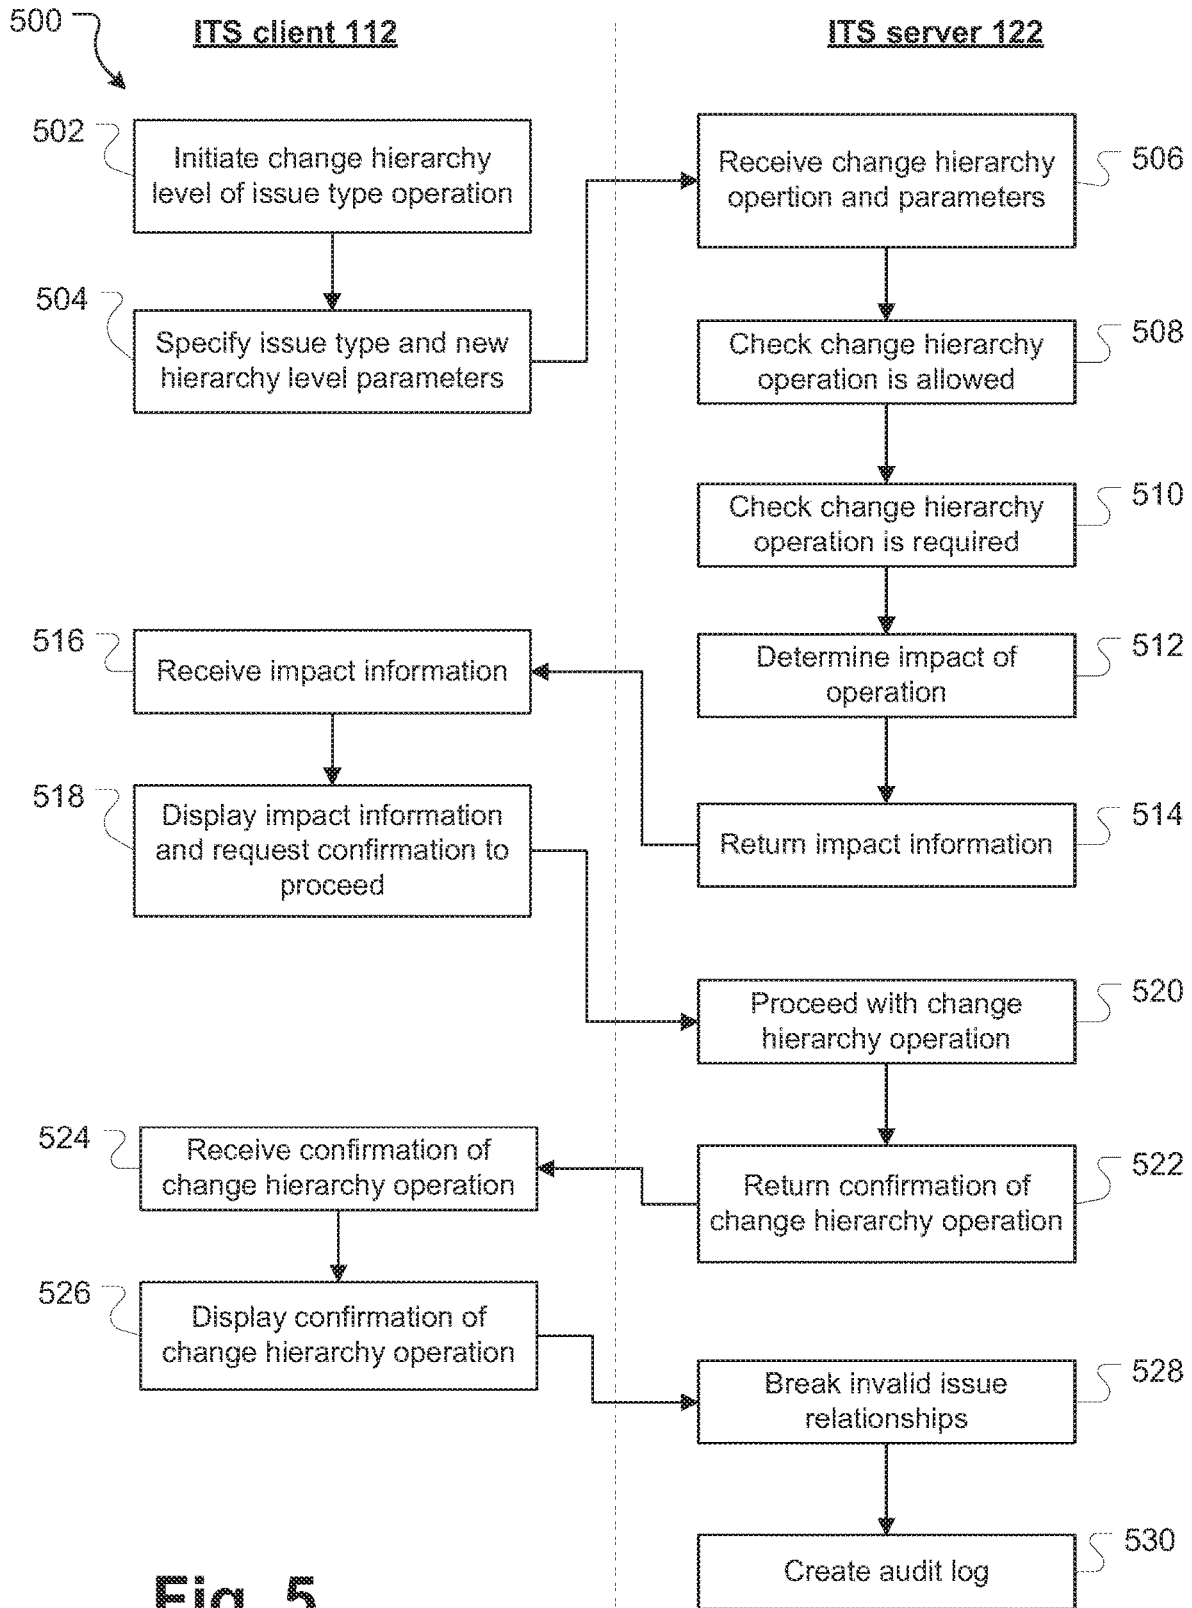 500
ITS client 112
ITS server 122
502
Initiate change hierarchy
level of issue type operation
504
Specify issue type and new
hierarchy level parameters
Receive change hierarchy
opertion and parameters
506
Check change hierarchy
operation is allowed
508
Check change hierarchy
operation is required
510
Determine impact of
operation
512
Return impact information
514
516
Receive impact information
518
Display impact information
and request confirmation to
proceed
Proceed with change
hierarchy operation
520
Return confirmation of
change hierarchy operation
522
524
Receive confirmation of
change hierarchy operation
526
Display confirmation of
change hierarchy operation
Break invalid issue
relationships
528
Create audit log
530
Fig. 5